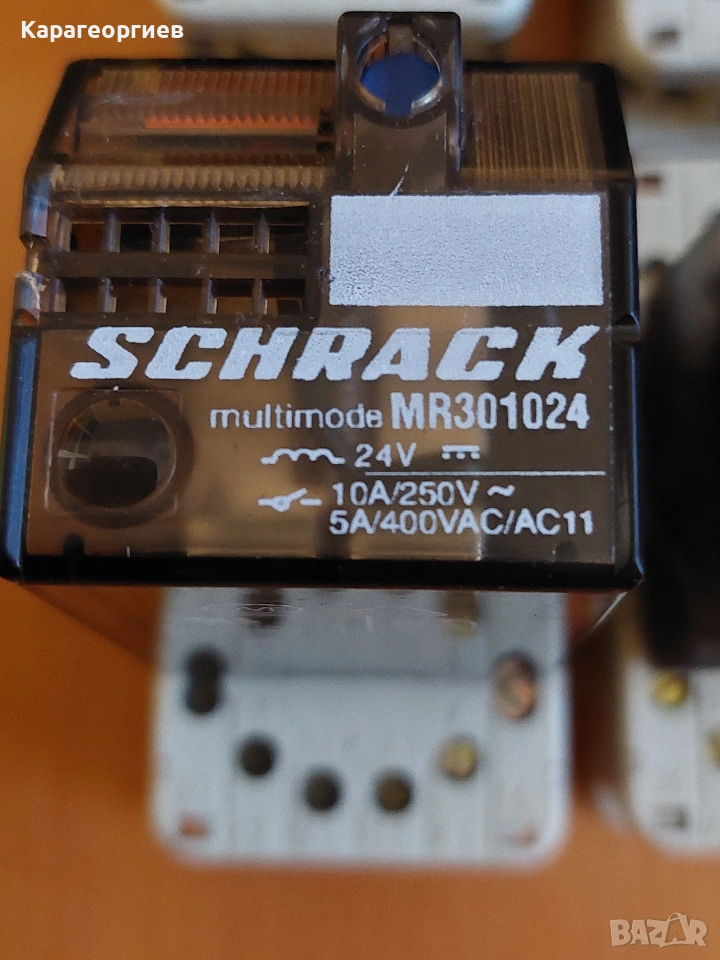 Карагеоргиев
SCHRACK
multimode MR301024
24V ⎓
10A/250V ~
5A/400VAC/AC11
BAZAR